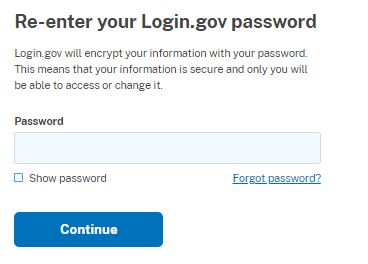 Re-enter your Login.gov password
Login.gov will encrypt your information with your password.
This means that your information is secure and only you will
be able to access or change it.
Password
Show password Forgot password?
Continue